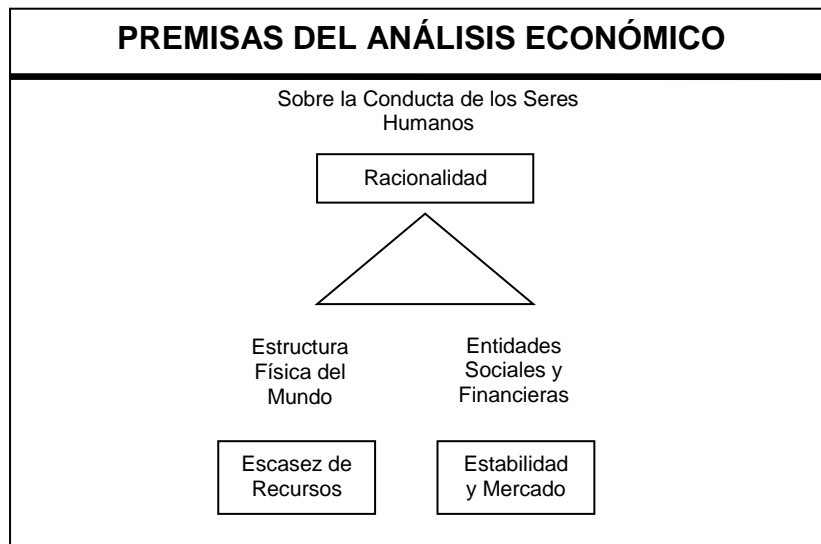 PREMISAS DEL ANÁLISIS ECONÓMICO
Sobre la Conducta de los Seres
Humanos
Racionalidad
Estructura
Física del
Mundo
Entidades
Sociales y
Financieras
Escasez de
Recursos
Estabilidad
y Mercado